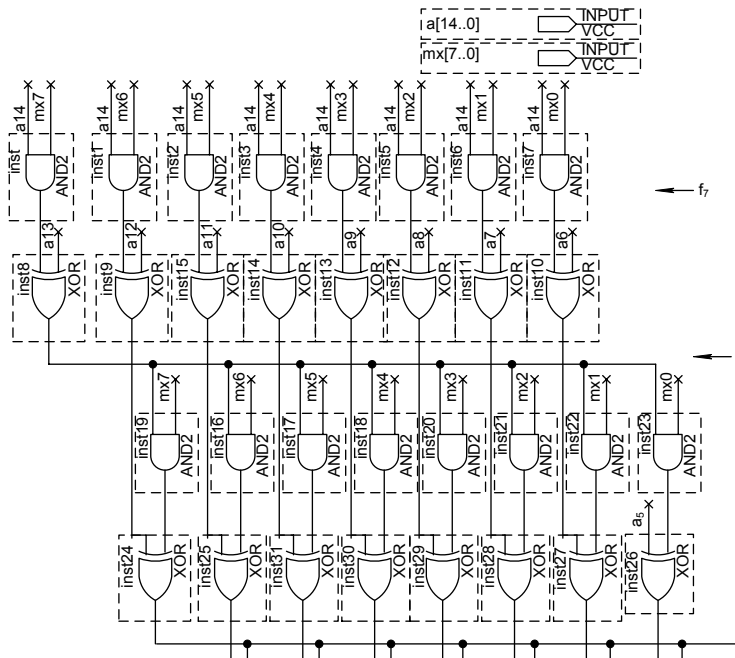 a[14..0] INPUT
VCC
mx[7..0] INPUT
VCC
a14 mx7 a14 mx6 a14 mx5 a14 mx4 a14 mx3 a14 mx2 a14 mx1 a14 mx0
inst AND2 inst1 AND2 inst2 AND2 inst3 AND2 inst4 AND2 inst5 AND2 inst6 AND2 inst7 AND2
f₇
a13 a12 a11 a10 a9 a8 a7 a6
inst8 XOR inst9 XOR inst15 XOR inst14 XOR inst13 XOR inst12 XOR inst11 XOR inst10 XOR
mx7 mx6 mx5 mx4 mx3 mx2 mx1 mx0
inst19 AND2 inst16 AND2 inst17 AND2 inst18 AND2 inst20 AND2 inst21 AND2 inst22 AND2 inst23 AND2
a₅
inst24 XOR inst25 XOR inst31 XOR inst30 XOR inst29 XOR inst28 XOR inst27 XOR inst26 XOR